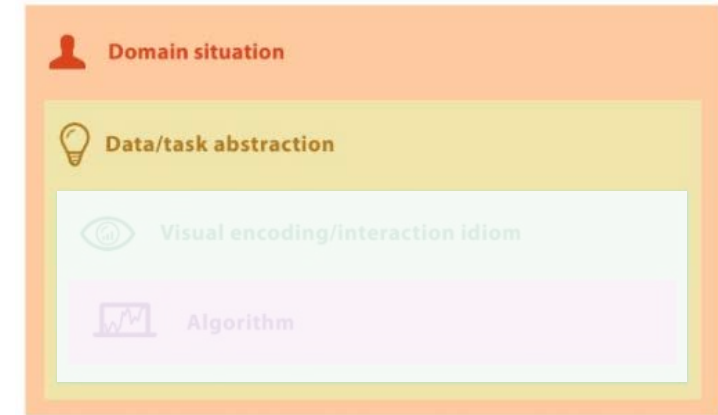 Domain situation
Data/task abstraction
Visual encoding/interaction idiom
Algorithm